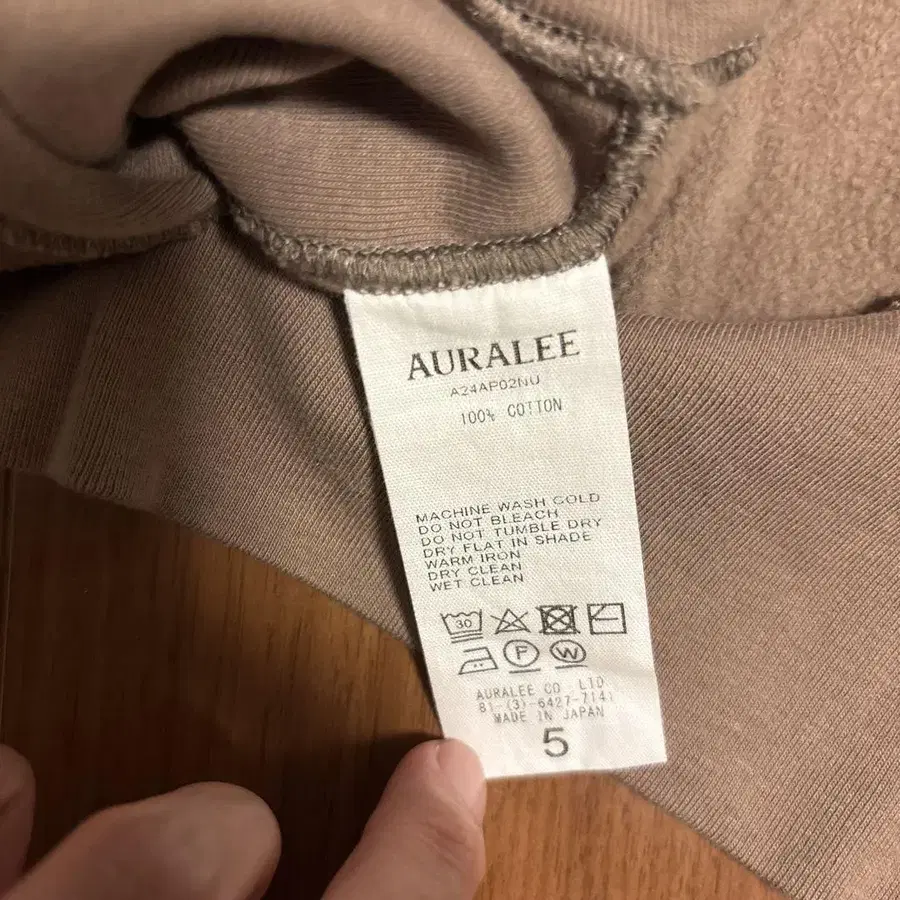 AURALEE
A24AP02NU
100% COTTON
MACHINE WASH COLD
DO NOT BLEACH
DO NOT TUMBLE DRY
DRY FLAT IN SHADE
WARM IRON
DRY CLEAN
WET CLEAN
30
P W
AURALEE CO. LTD
81-(3)-6427-7141
MADE IN JAPAN
5